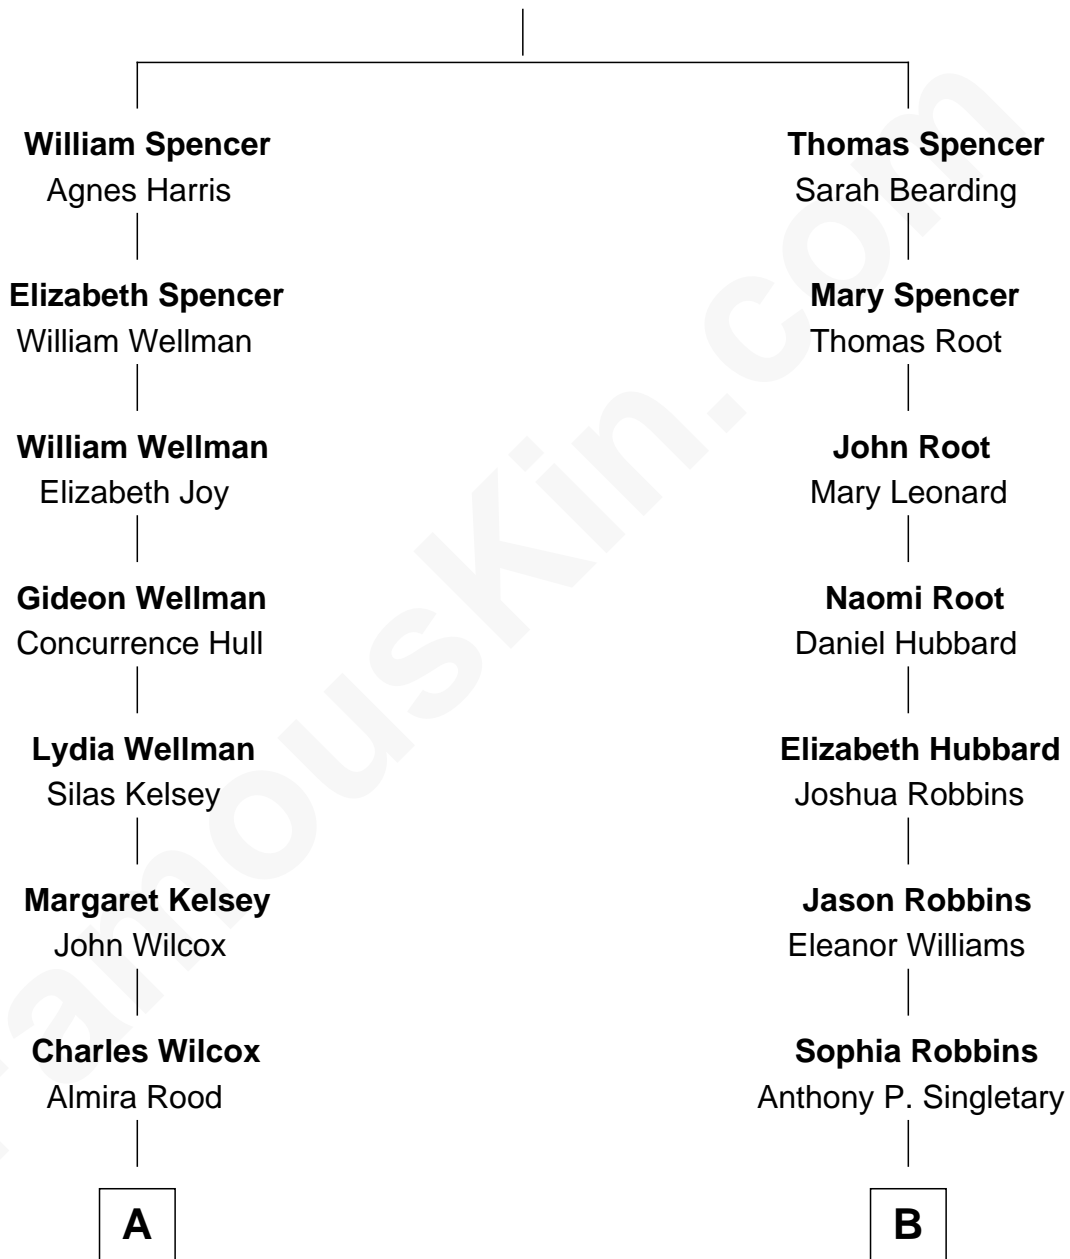 William Spencer
Agnes Harris
Elizabeth Spencer
William Wellman
William Wellman
Elizabeth Joy
Gideon Wellman
Concurrence Hull
Lydia Wellman
Silas Kelsey
Margaret Kelsey
John Wilcox
Charles Wilcox
Almira Rood
A
Thomas Spencer
Sarah Bearding
Mary Spencer
Thomas Root
John Root
Mary Leonard
Naomi Root
Daniel Hubbard
Elizabeth Hubbard
Joshua Robbins
Jason Robbins
Eleanor Williams
Sophia Robbins
Anthony P. Singletary
B
FamousKin.com